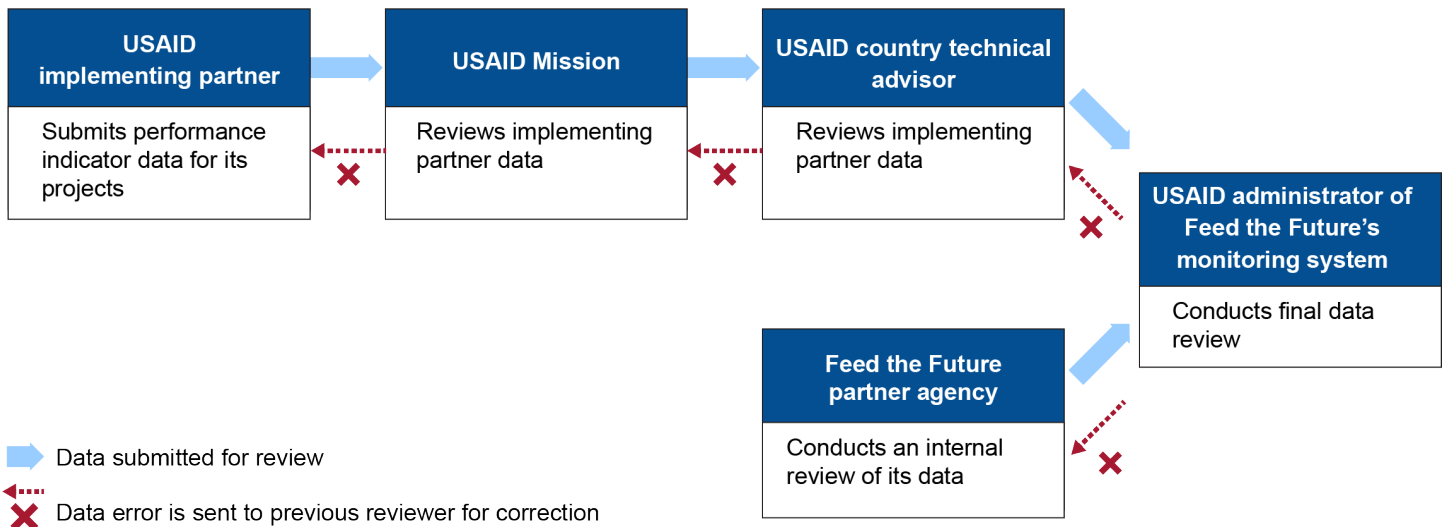 USAID
implementing partner
Submits performance
indicator data for its
projects
USAID Mission
Reviews implementing
partner data
USAID country technical
advisor
Reviews implementing
partner data
USAID administrator of
Feed the Future’s
monitoring system
Conducts final data
review
Feed the Future
partner agency
Conducts an internal
review of its data
Data submitted for review
Data error is sent to previous reviewer for correction